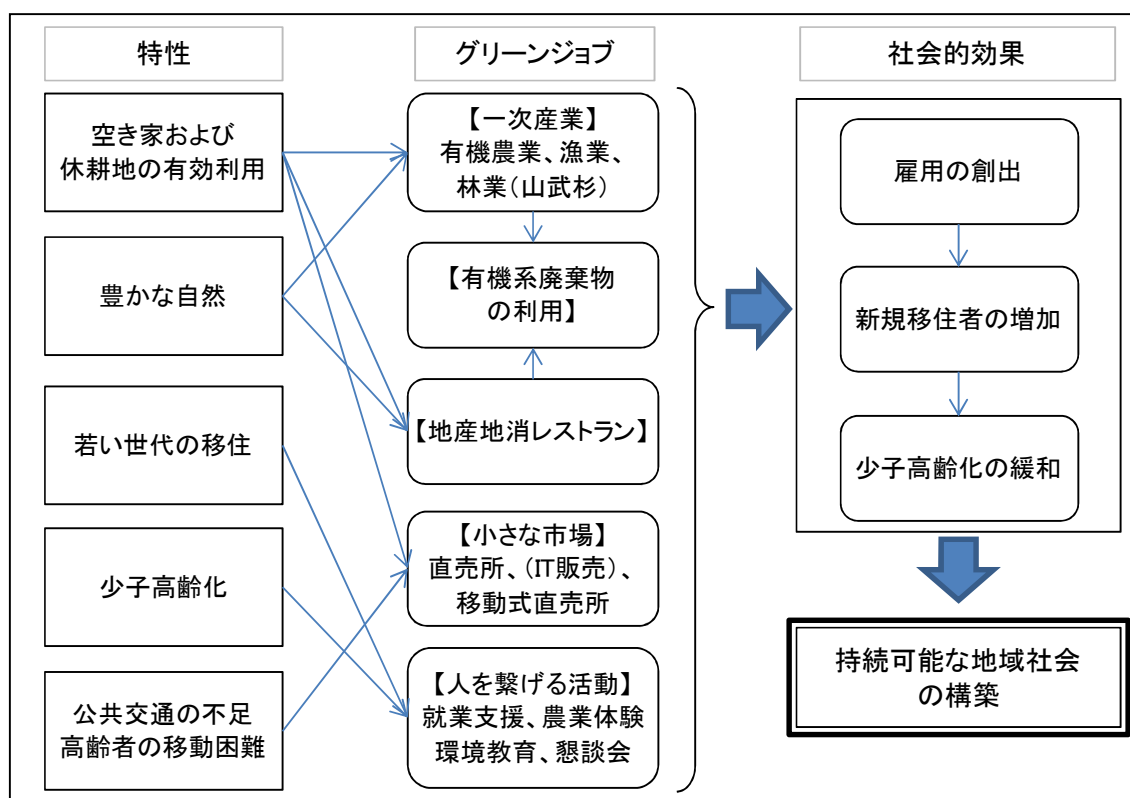 特性
グリーンジョブ
社会的効果
空き家および
休耕地の有効利用
豊かな自然
若い世代の移住
少子高齢化
公共交通の不足
高齢者の移動困難
【一次産業】
有機農業、漁業、
林業(山武杉)
【有機系廃棄物
の利用】
【地産地消レストラン】
【小さな市場】
直売所、(IT販売)、
移動式直売所
【人を繋げる活動】
就業支援、農業体験
環境教育、懇談会
雇用の創出
新規移住者の増加
少子高齢化の緩和
持続可能な地域社会
の構築